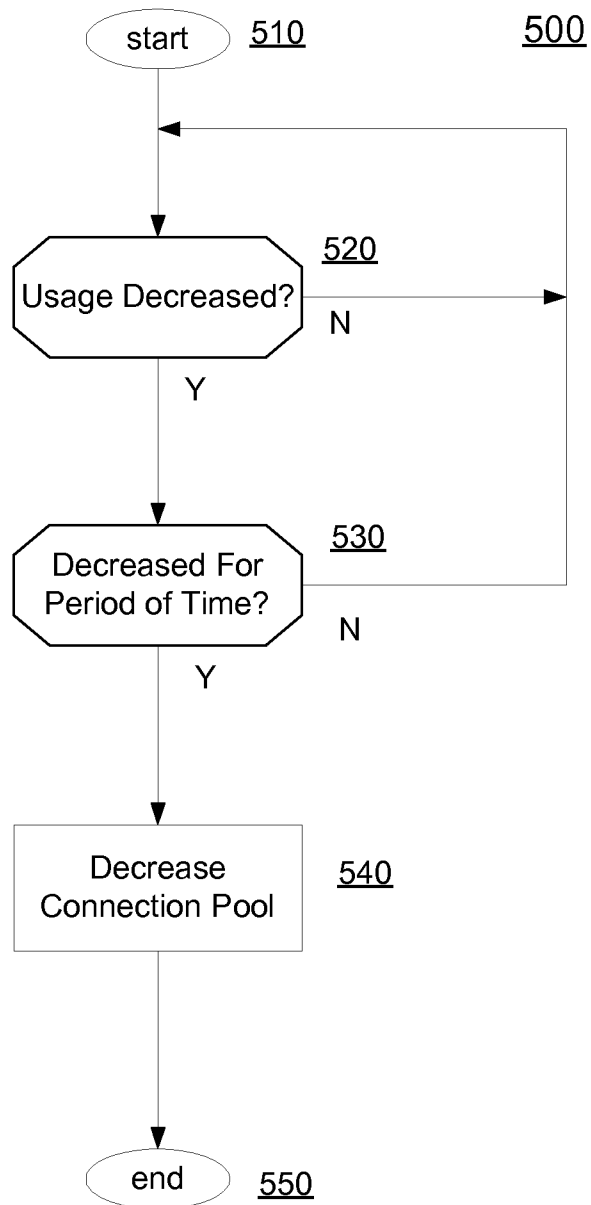 start
510
500
520
Usage Decreased?
N
Y
530
Decreased For
Period of Time?
N
Y
Decrease
Connection Pool
540
end
550